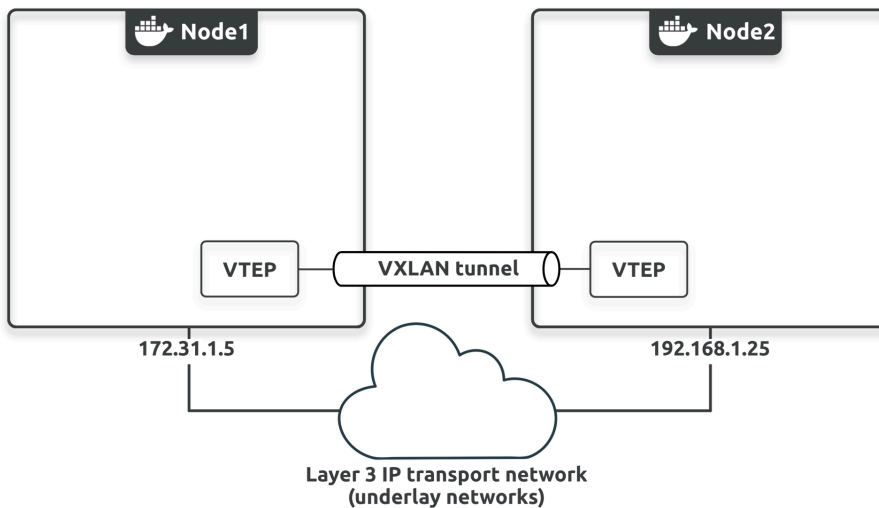 Node1
Node2
VTEP
VXLAN tunnel
VTEP
172.31.1.5
192.168.1.25
Layer 3 IP transport network
(underlay networks)